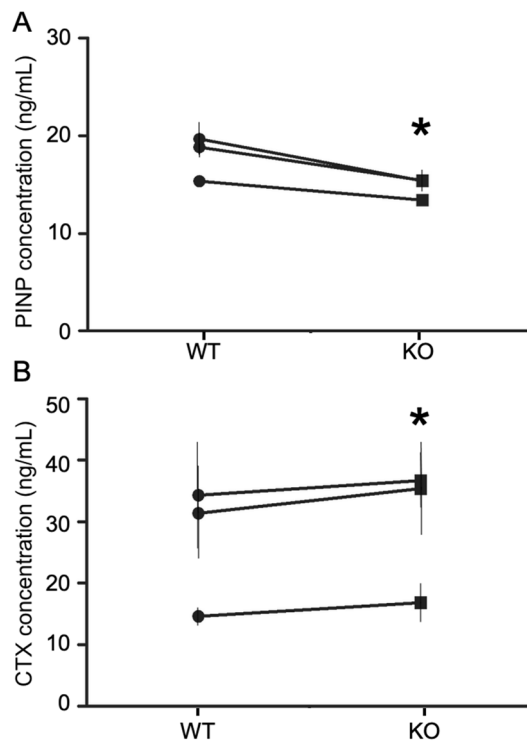 A
PINP concentration (ng/mL)
30
20
10
0
*
WT
KO
B
CTX concentration (ng/mL)
50
40
30
20
10
0
*
WT
KO